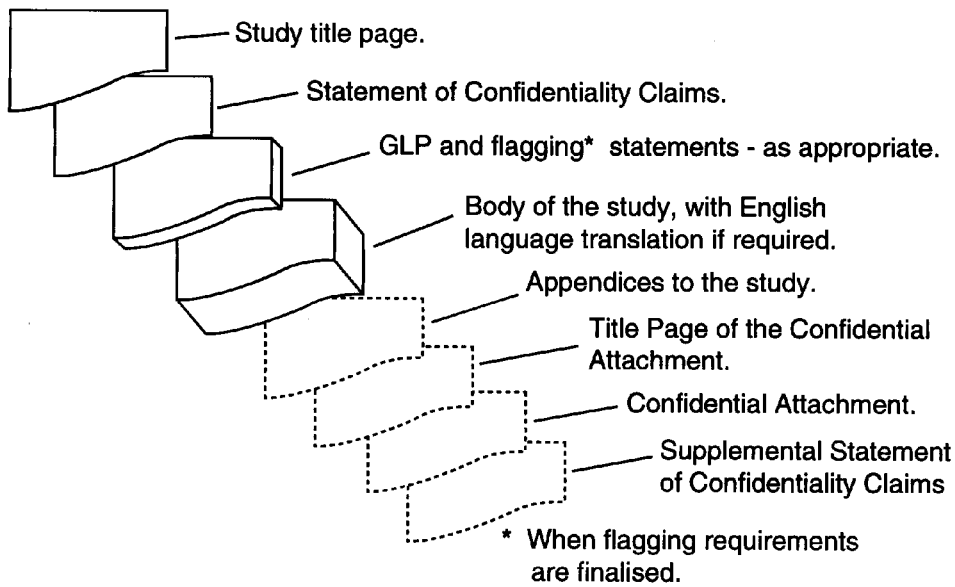 Study title page.
Statement of Confidentiality Claims.
GLP and flagging* statements - as appropriate.
Body of the study, with English
language translation if required.
Appendices to the study.
Title Page of the Confidential
Attachment.
Confidential Attachment.
Supplemental Statement
of Confidentiality Claims
* When flagging requirements
are finalised.